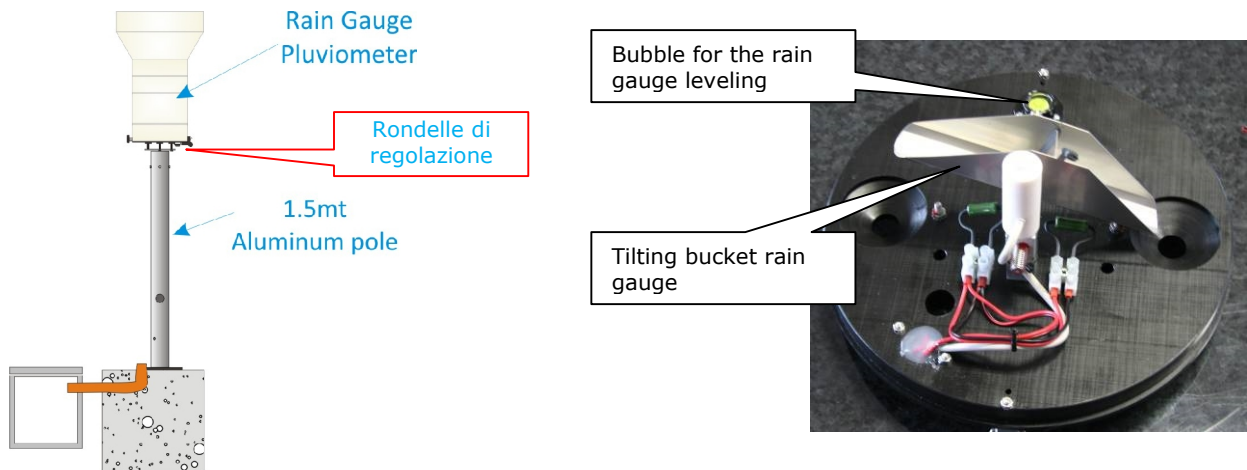 Rain Gauge
Pluviometer
Rondelle di
regolazione
1.5mt
Aluminum pole
Bubble for the rain
gauge leveling
Tilting bucket rain
gauge